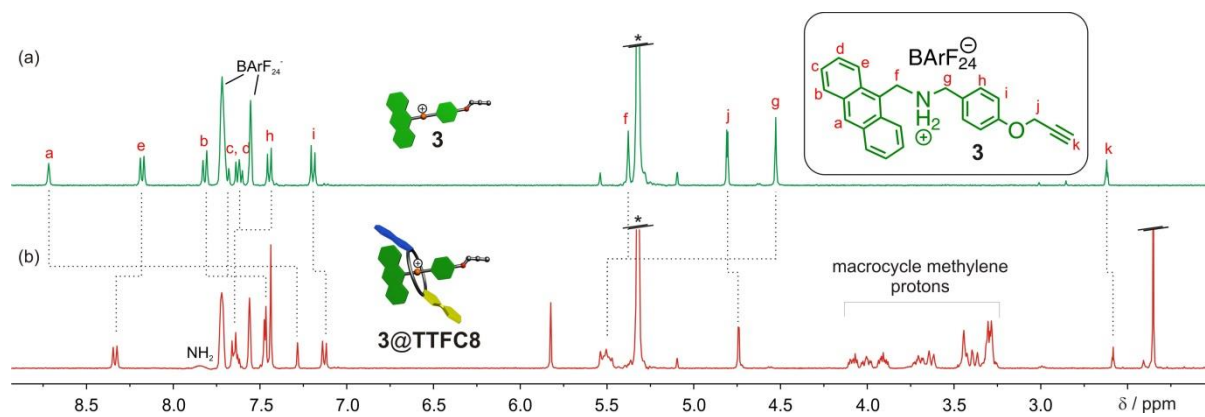 (a)
BArF₂₄⁻
a
e
b
c,
d
h
i
3
*
f
j
g
k
BArF₂₄⊖
d
c
e
b
a
f
g
h
i
j
k
N
H₂
⊕
O
3
(b)
NH₂
3@TTFC8
*
macrocycle methylene
protons
8.5 8.0 7.5 7.0 6.5 6.0 5.5 5.0 4.5 4.0 3.5 3.0 δ / ppm